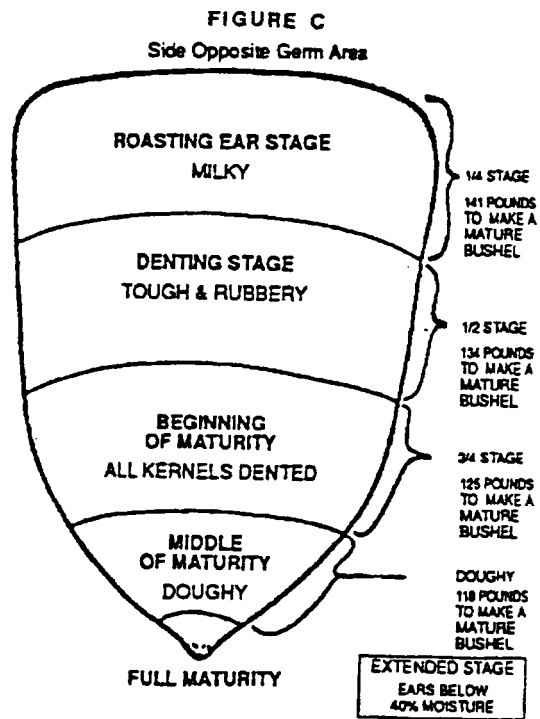 FIGURE C
Side Opposite Germ Area
ROASTING EAR STAGE
MILKY
1/4 STAGE
141 POUNDS
TO MAKE A
MATURE
BUSHEL
DENTING STAGE
TOUGH & RUBBERY
1/2 STAGE
134 POUNDS
TO MAKE A
MATURE
BUSHEL
BEGINNING
OF MATURITY
ALL KERNELS DENTED
3/4 STAGE
125 POUNDS
TO MAKE A
MATURE
BUSHEL
MIDDLE
OF MATURITY
DOUGHY
DOUGHY
118 POUNDS
TO MAKE A
MATURE
BUSHEL
FULL MATURITY
EXTENDED STAGE
EARS BELOW
40% MOISTURE